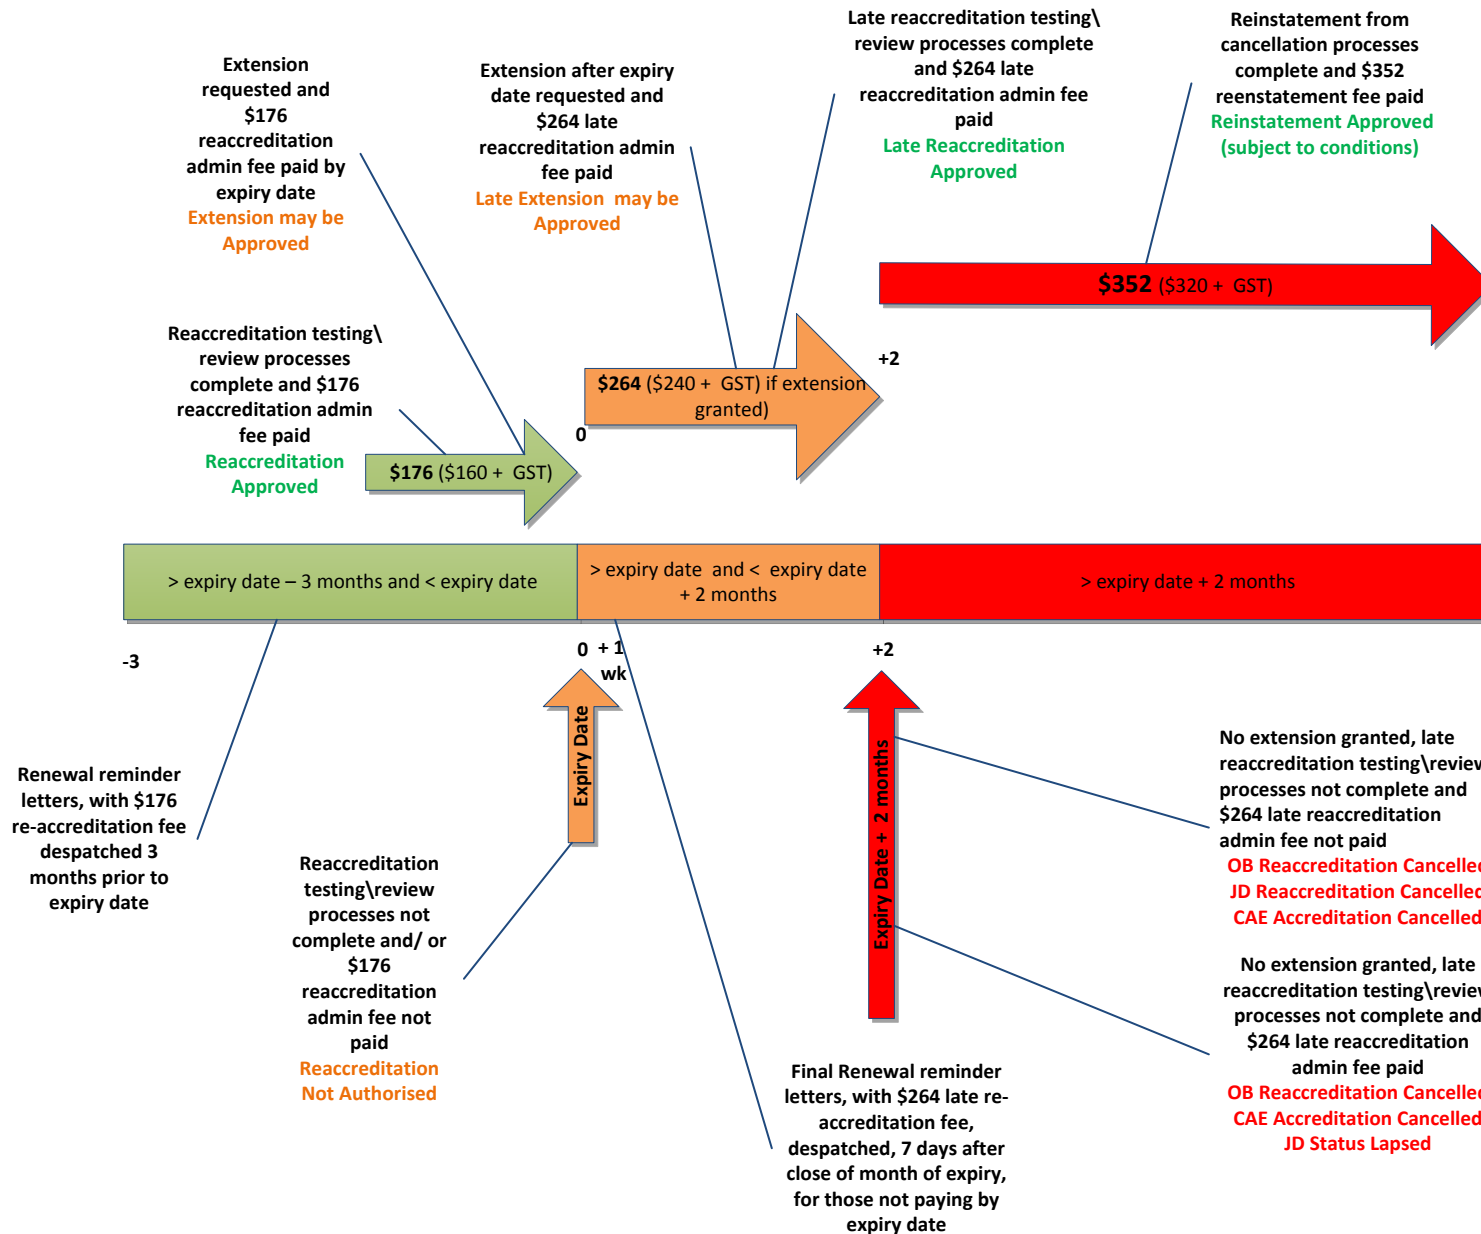 Extension
requested and
$176
reaccreditation
admin fee paid by
expiry date
Extension may be
Approved
Extension after expiry
date requested and
$264 late
reaccreditation admin
fee paid
Late Extension  may be
Approved
Late reaccreditation testing\
review processes complete
and $264 late
reaccreditation admin fee
paid
Late Reaccreditation
Approved
Reinstatement from
cancellation processes
complete and $352
reenstatement fee paid
Reinstatement Approved
(subject to conditions)
$352 ($320 +  GST)
+2
$264 ($240 +  GST) if extension
granted)
0
Reaccreditation testing\
review processes
complete and $176
reaccreditation admin
fee paid
Reaccreditation
Approved
$176 ($160 +  GST)
> expiry date – 3 months and < expiry date
> expiry date  and <  expiry date
+ 2 months
> expiry date + 2 months
-3
0
+ 1
wk
+2
Expiry Date
Expiry Date + 2 months
Renewal reminder
letters, with $176
re-accreditation fee
despatched 3
months prior to
expiry date
Reaccreditation
testing\review
processes not
complete and/ or
$176
reaccreditation
admin fee not
paid
Reaccreditation
Not Authorised
Final Renewal reminder
letters, with $264 late re-
accreditation fee,
despatched, 7 days after
close of month of expiry,
for those not paying by
expiry date
No extension granted, late
reaccreditation testing\review
processes not complete and
$264 late reaccreditation
admin fee not paid
OB Reaccreditation Cancelled
JD Reaccreditation Cancelled
CAE Accreditation Cancelled
No extension granted, late
reaccreditation testing\review
processes not complete and
$264 late reaccreditation
admin fee paid
OB Reaccreditation Cancelled
CAE Accreditation Cancelled
JD Status Lapsed